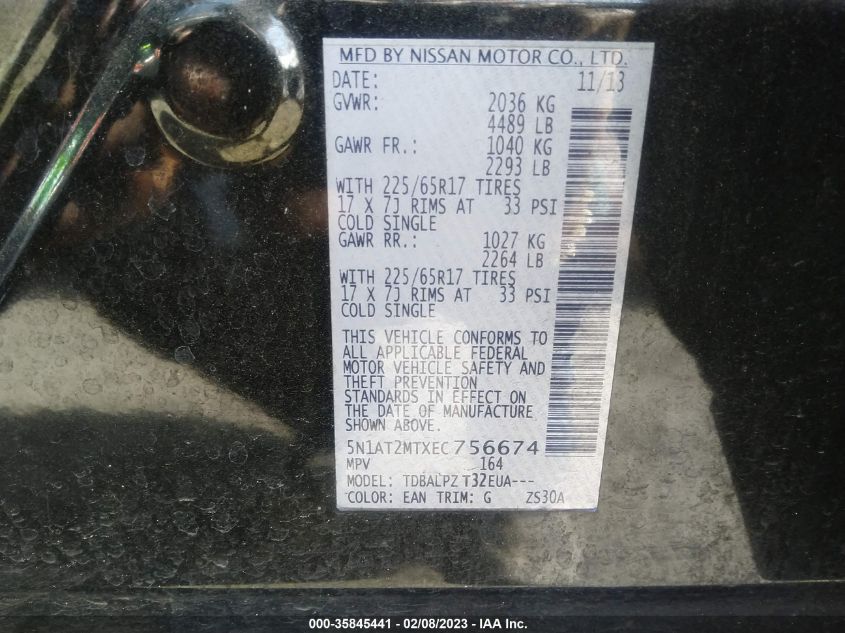 MFD BY NISSAN MOTOR CO., LTD.
DATE: 11/13
GVWR: 2036 KG
4489 LB
GAWR FR.: 1040 KG
2293 LB
WITH 225/65R17 TIRES
17 X 7J RIMS AT 33 PSI
COLD SINGLE
GAWR RR.: 1027 KG
2264 LB
WITH 225/65R17 TIRES
17 X 7J RIMS AT 33 PSI
COLD SINGLE
THIS VEHICLE CONFORMS TO
ALL APPLICABLE FEDERAL
MOTOR VEHICLE SAFETY AND
THEFT PREVENTION
STANDARDS IN EFFECT ON
THE DATE OF MANUFACTURE
SHOWN ABOVE.
5N1AT2MTXEC756674
MPV 164
MODEL: TDBALPZ T32EUA---
COLOR: EAN TRIM: G ZS30A
000-35845441 - 02/08/2023 - IAA Inc.